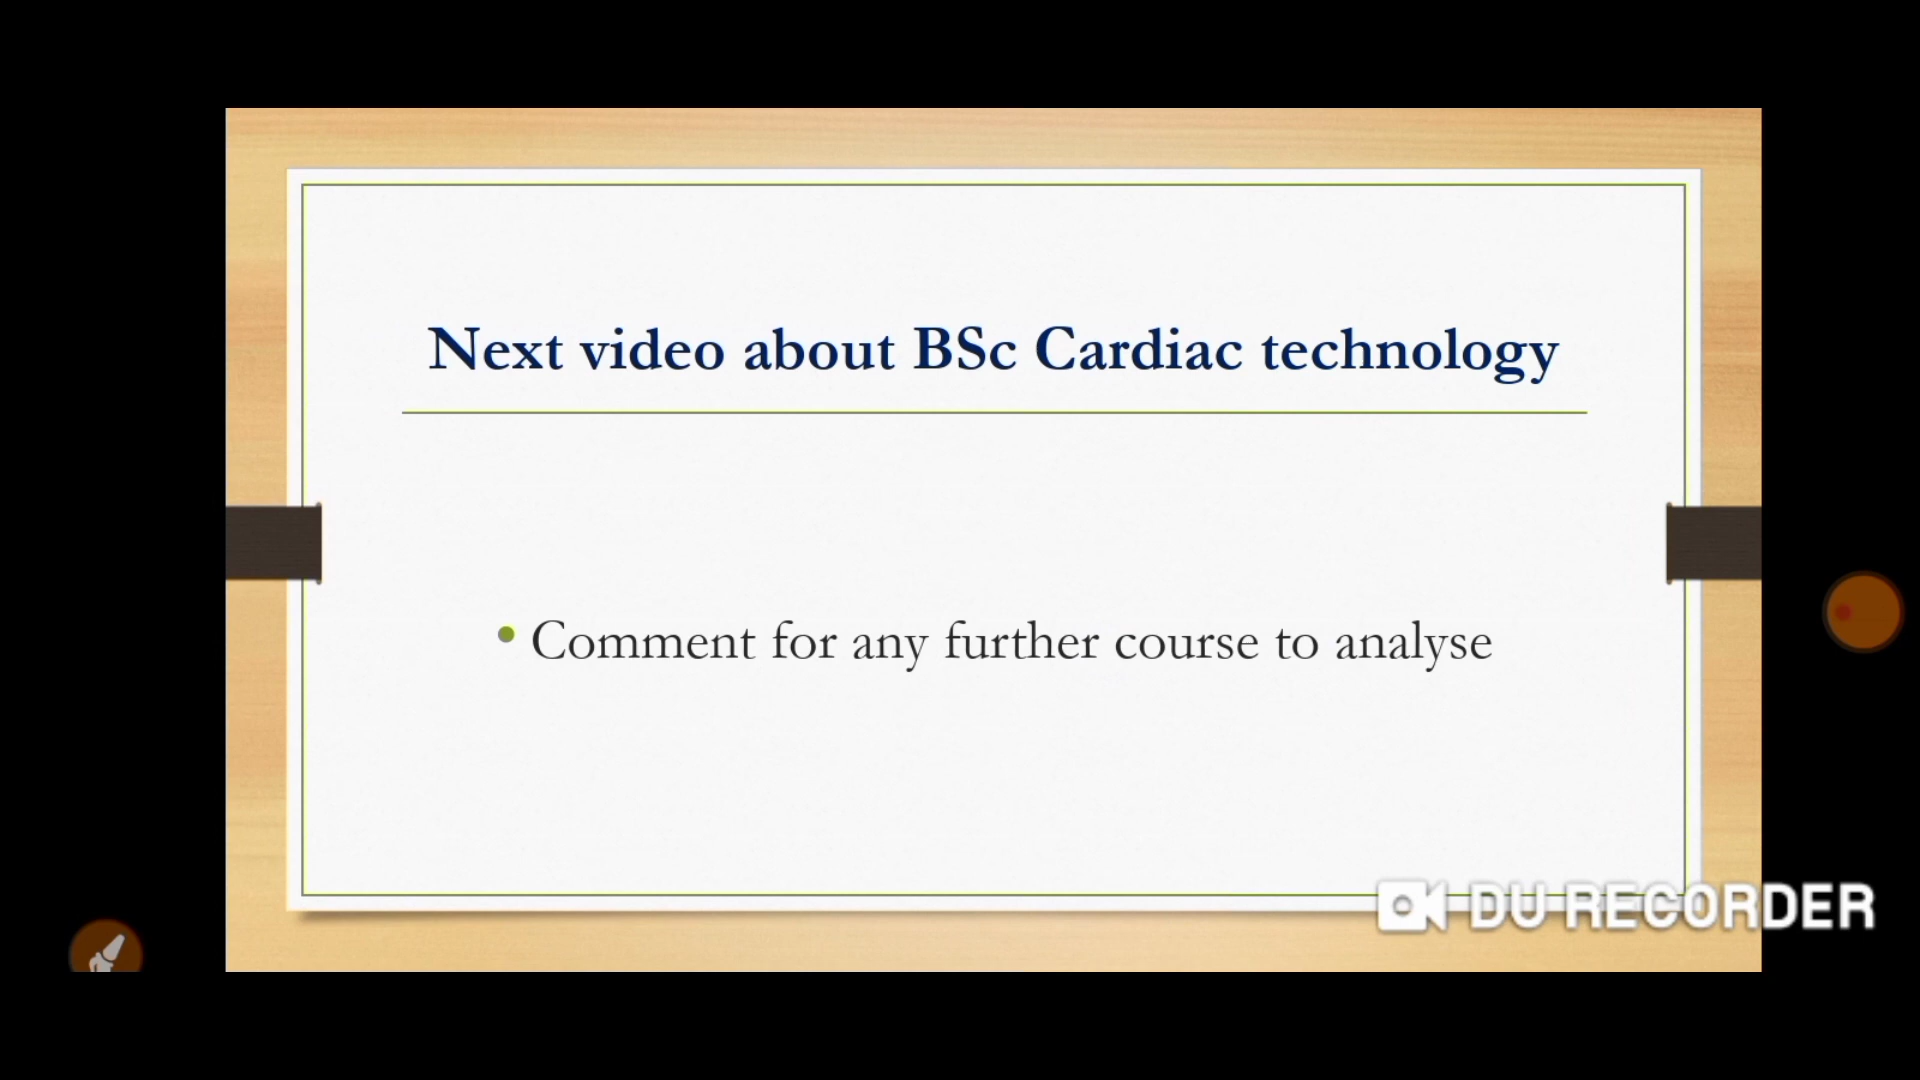 Next video about BSc Cardiac technology
Comment for any further course to analyse
DU RECORDER